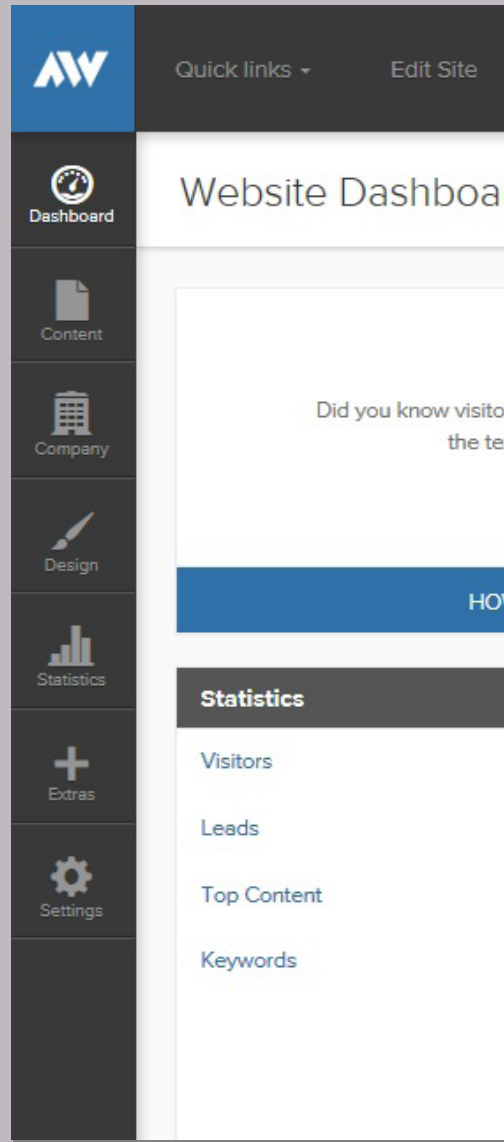 AW
Quick links
Edit Site
Dashboard
Website Dashboa
Content
Company
Design
Statistics
Extras
Settings
Did you know visito
the te
HOW
Statistics
Visitors
Leads
Top Content
Keywords